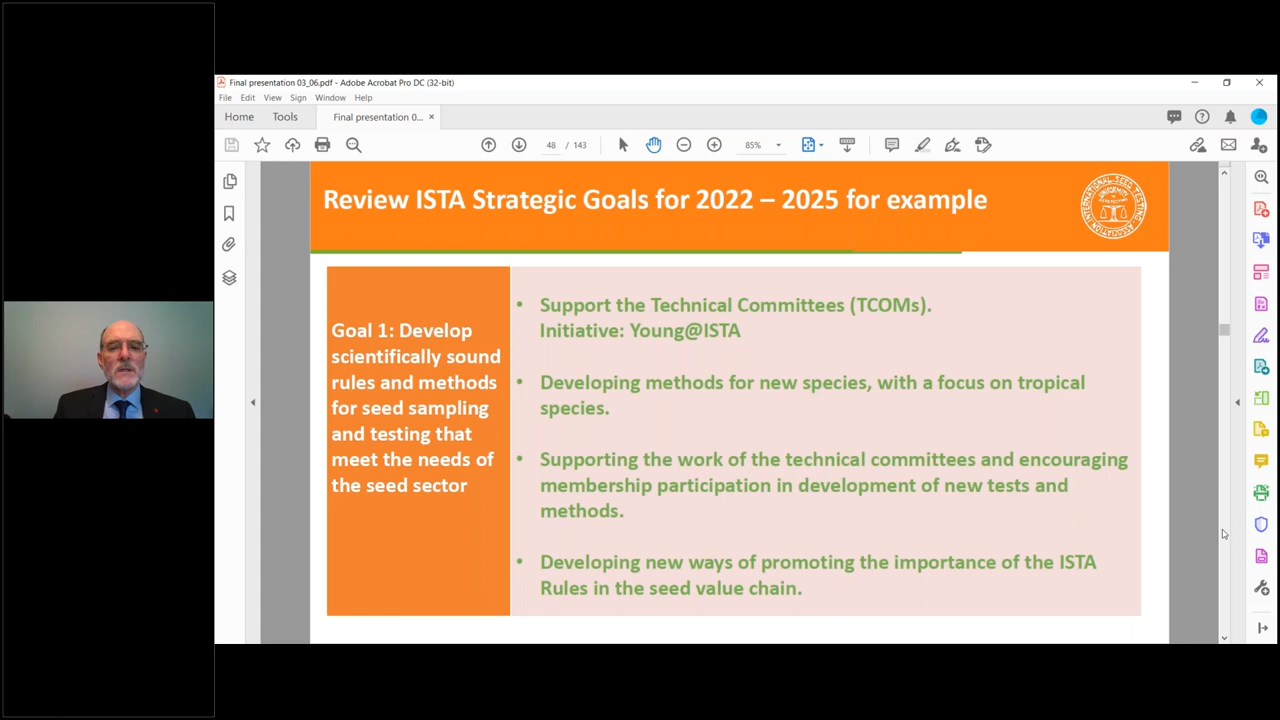 Final presentation 03_06.pdf - Adobe Acrobat Pro DC (32-bit)
File Edit View Sign Window Help
Home Tools Final presentation 0... ×
48 / 143 85%
Review ISTA Strategic Goals for 2022 – 2025 for example
INTERNATIONAL SEED TESTING ASSOCIATION
UNIFORMITY
Goal 1: Develop
scientifically sound
rules and methods
for seed sampling
and testing that
meet the needs of
the seed sector
• Support the Technical Committees (TCOMs).
Initiative: Young@ISTA
• Developing methods for new species, with a focus on tropical
species.
• Supporting the work of the technical committees and encouraging
membership participation in development of new tests and
methods.
• Developing new ways of promoting the importance of the ISTA
Rules in the seed value chain.